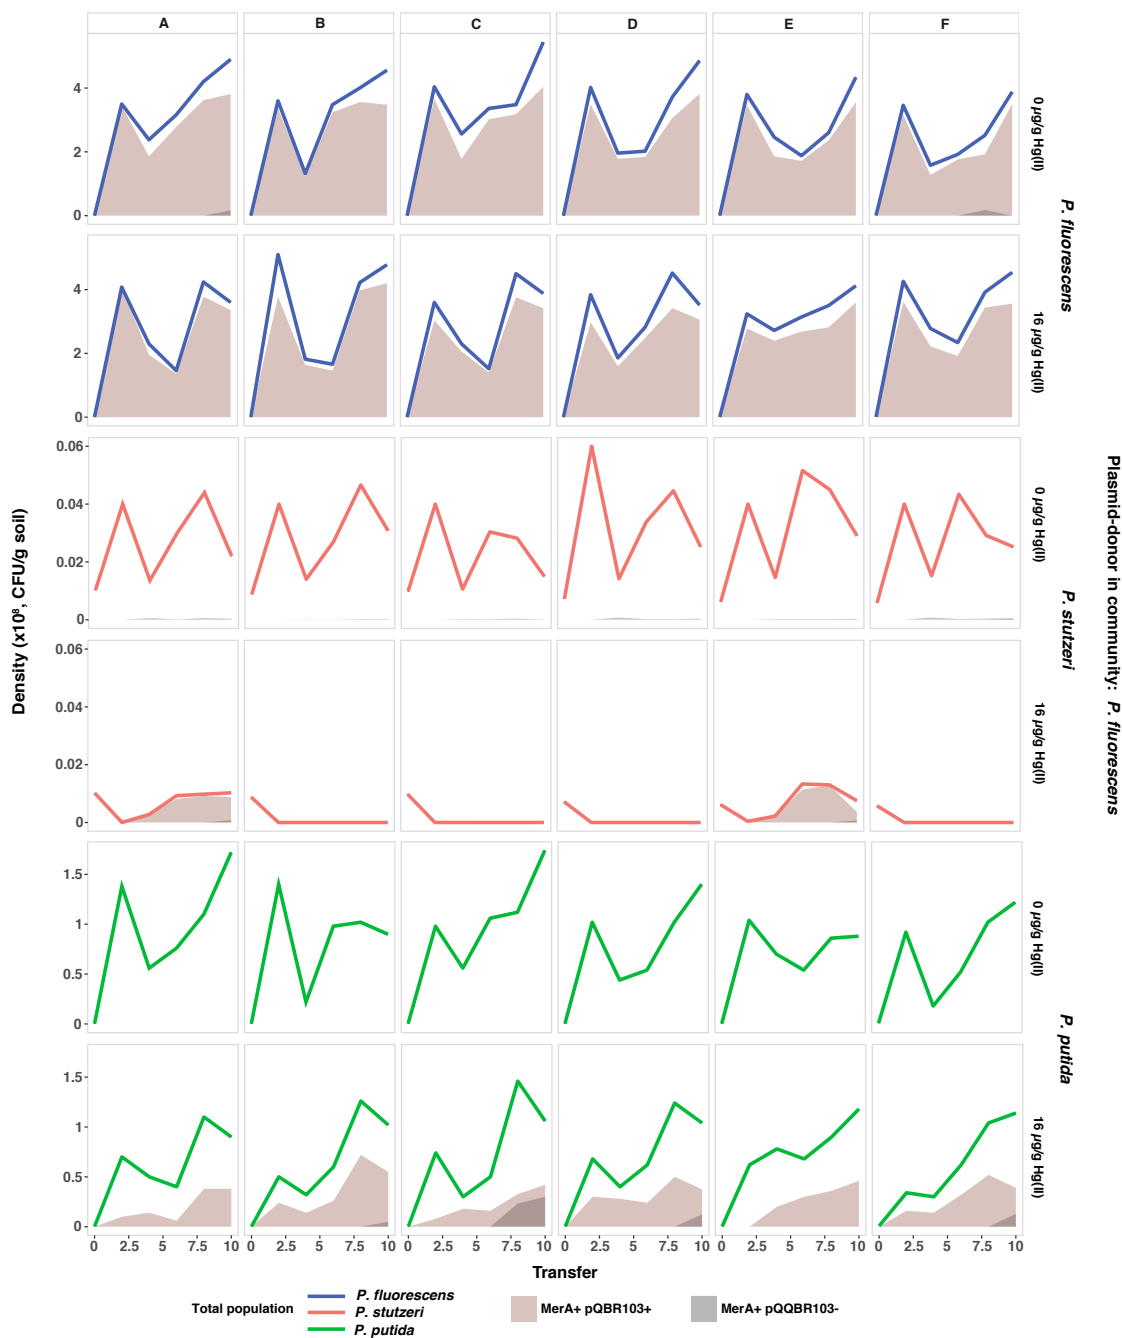 A B C D E F
4
2
0
0 µg/g Hg(II)
P. fluorescens
4
2
0
16 µg/g Hg(II)
0.06
0.04
0.02
0
0 µg/g Hg(II)
P. stutzeri
0.06
0.04
0.02
0
16 µg/g Hg(II)
1.5
1
0.5
0
0 µg/g Hg(II)
P. putida
1.5
1
0.5
0
16 µg/g Hg(II)
Density (x10⁸, CFU/g soil)
Plasmid-donor in community: P. fluorescens
0 2.5 5 7.5 10 0 2.5 5 7.5 10 0 2.5 5 7.5 10 0 2.5 5 7.5 10 0 2.5 5 7.5 10 0 2.5 5 7.5 10
Transfer
Total population
P. fluorescens
P. stutzeri
P. putida
MerA+ pQBR103+
MerA+ pQQBR103-